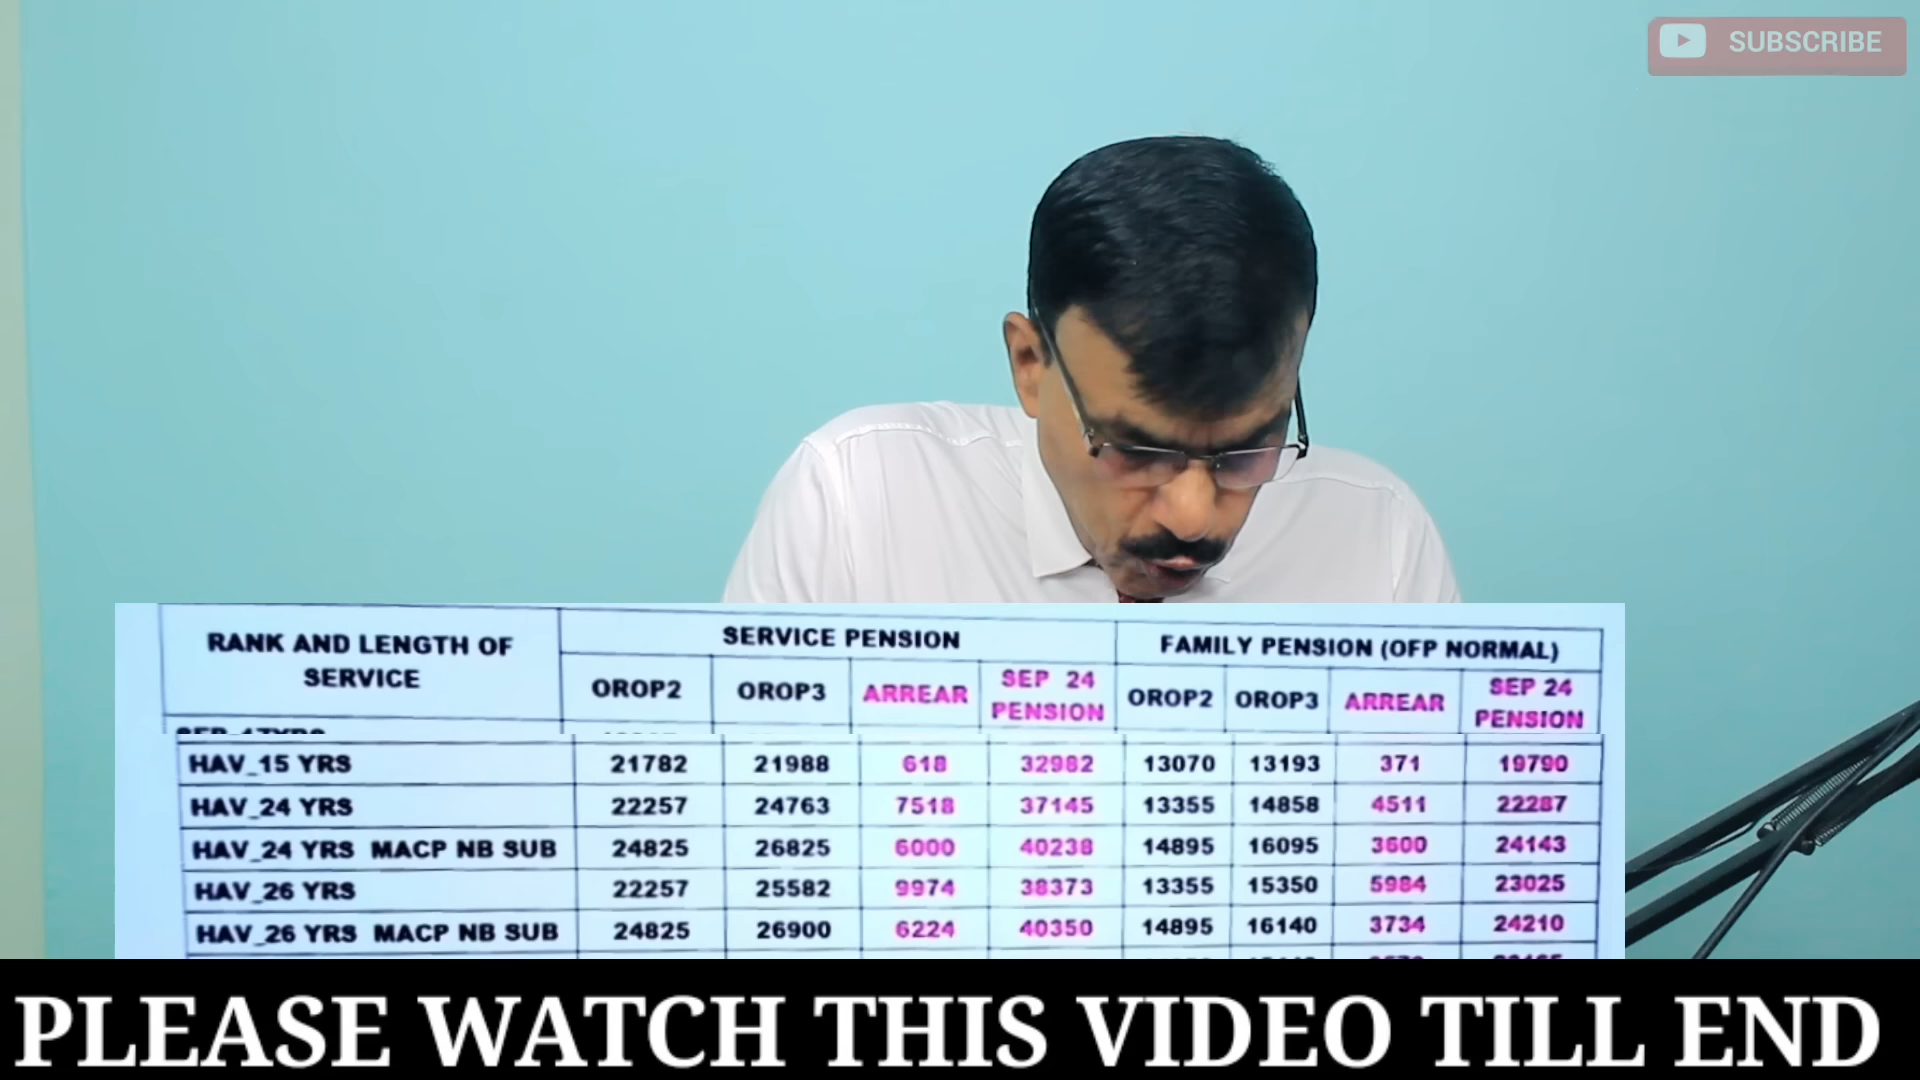 SUBSCRIBE
RANK AND LENGTH OF SERVICE SERVICE PENSION FAMILY PENSION (OFP NORMAL)
OROP2 OROP3 ARREAR SEP 24 PENSION OROP2 OROP3 ARREAR SEP 24 PENSION
HAV_15 YRS 21782 21988 618 32982 13070 13193 371 19790
HAV_24 YRS 22257 24763 7518 37145 13355 14858 4511 22287
HAV_24 YRS MACP NB SUB 24825 26825 6000 40238 14895 16095 3600 24143
HAV_26 YRS 22257 25582 9974 38373 13355 15350 5984 23025
HAV_26 YRS MACP NB SUB 24825 26900 6224 40350 14895 16140 3734 24210
PLEASE WATCH THIS VIDEO TILL END